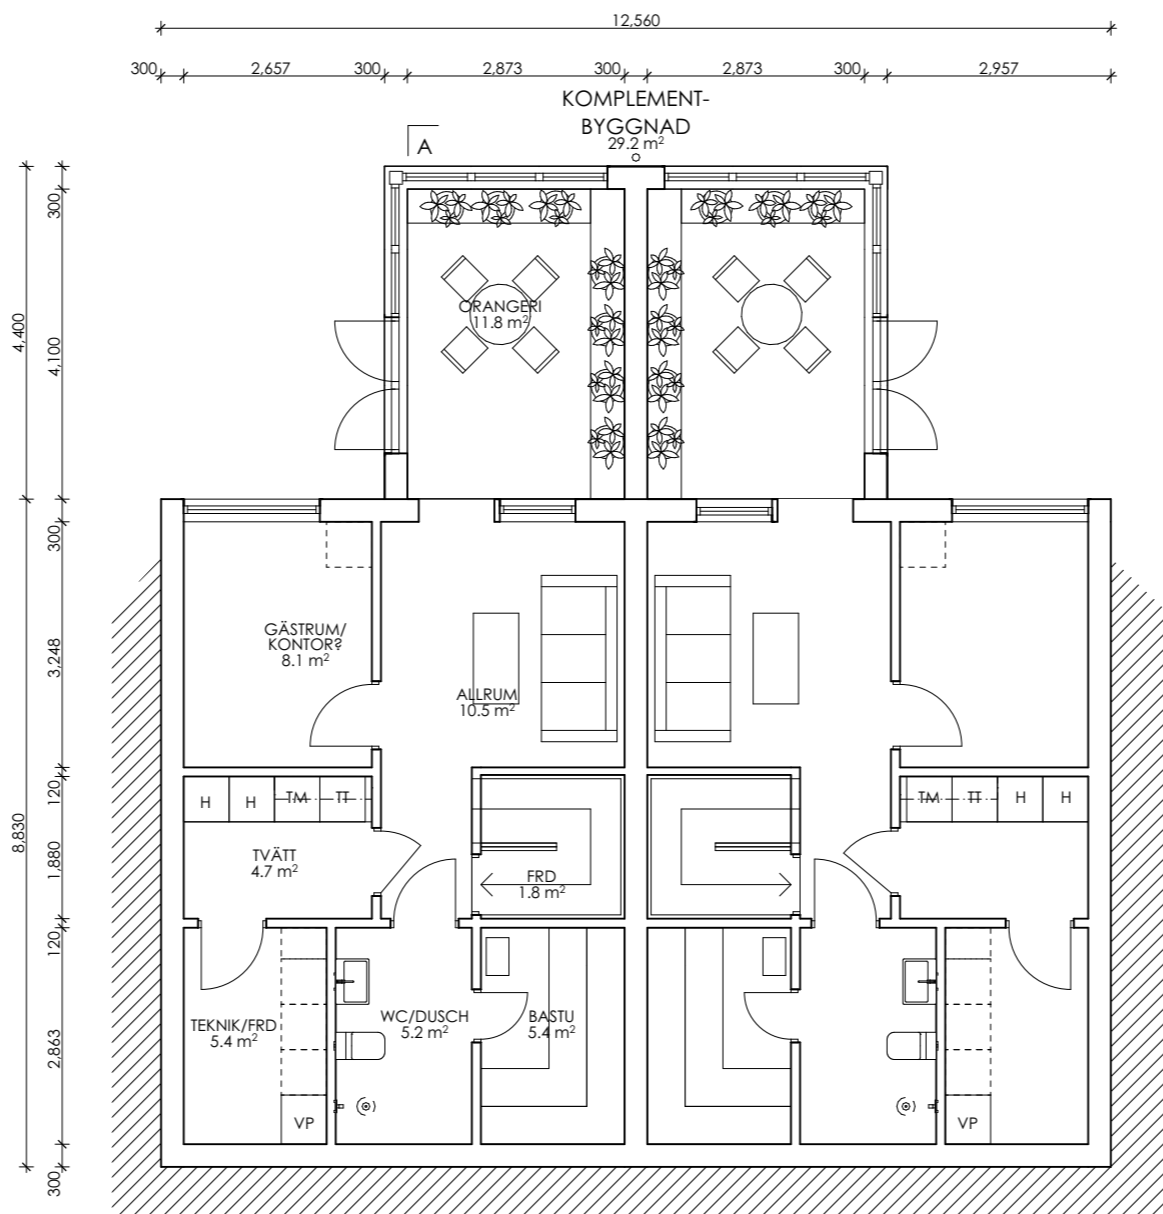 12,560
300 2,657 300 2,873 300 2,873 300 2,957
KOMPLEMENT-
BYGGNAD
29.2 m²
A
300
4,400
4,100
ORANGERI
11.8 m²
300
3,248
GÄSTRUM/
KONTOR?
8.1 m²
ALLRUM
10.5 m²
120
H H TM TT
TM TT H H
8,830
1,880
TVÄTT
4.7 m²
FRD
1.8 m²
120
2,863
TEKNIK/FRD
5.4 m²
WC/DUSCH
5.2 m²
BASTU
5.4 m²
VP
VP
300